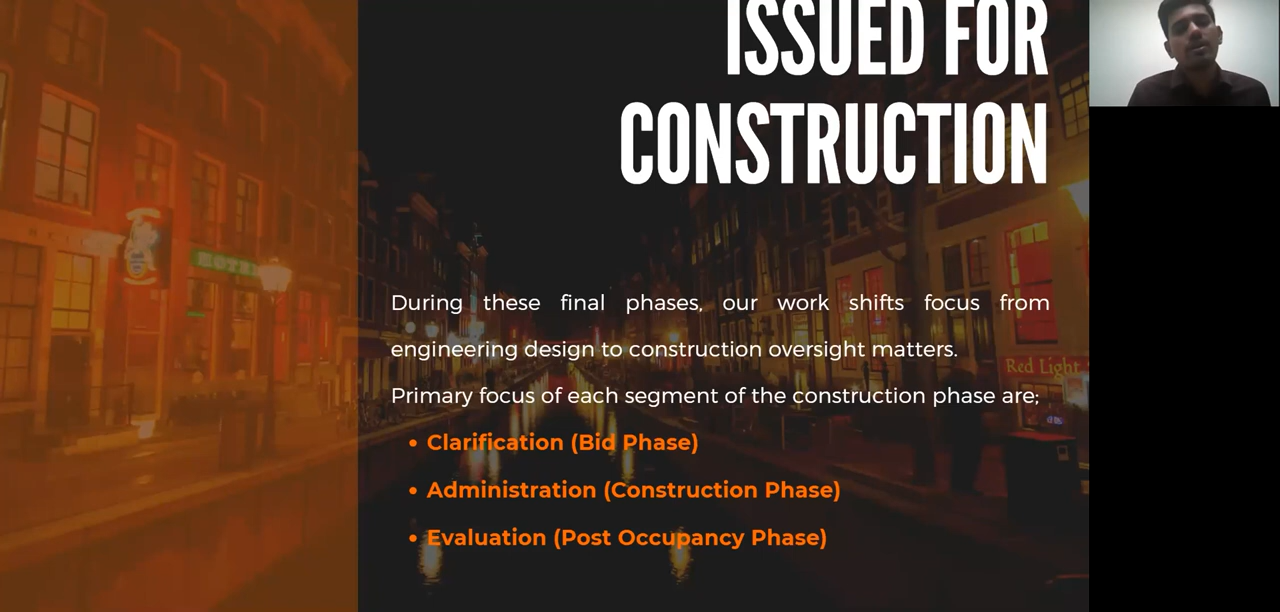 ISSUED FOR
CONSTRUCTION
During these final phases, our work shifts focus from
engineering design to construction oversight matters.
Primary focus of each segment of the construction phase are;
• Clarification (Bid Phase)
• Administration (Construction Phase)
• Evaluation (Post Occupancy Phase)
HOTEL
Red Light